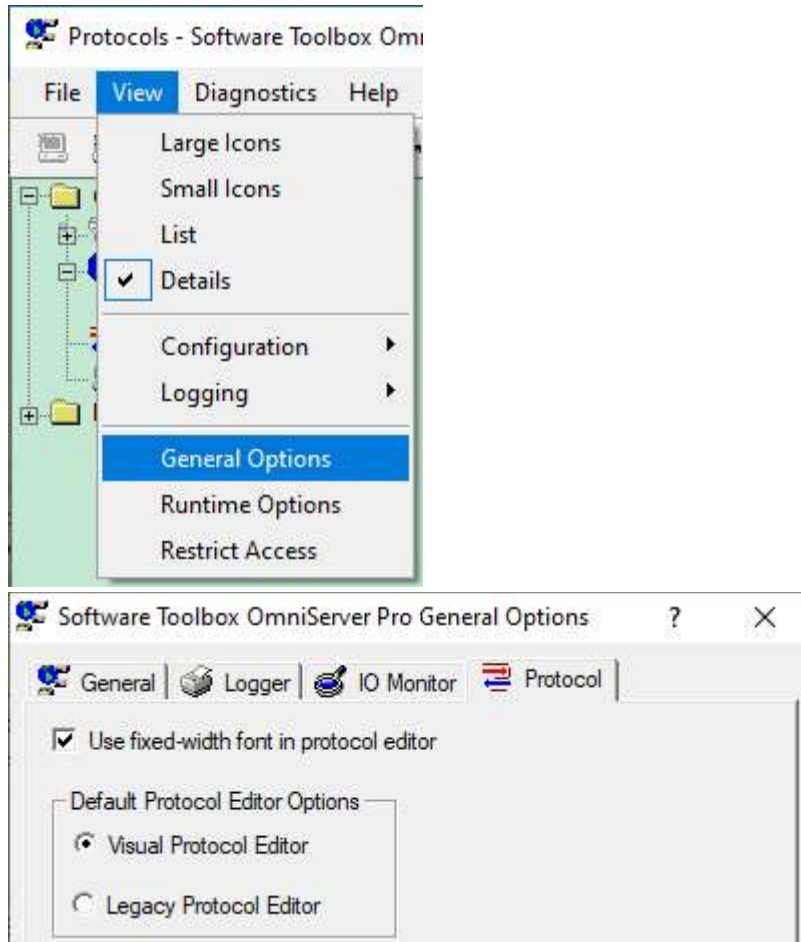 Protocols - Software Toolbox Om
File View Diagnostics Help
Large Icons
Small Icons
List
Details
Configuration
Logging
General Options
Runtime Options
Restrict Access
Software Toolbox OmniServer Pro General Options ?
General Logger IO Monitor Protocol
Use fixed-width font in protocol editor
Default Protocol Editor Options
Visual Protocol Editor
Legacy Protocol Editor